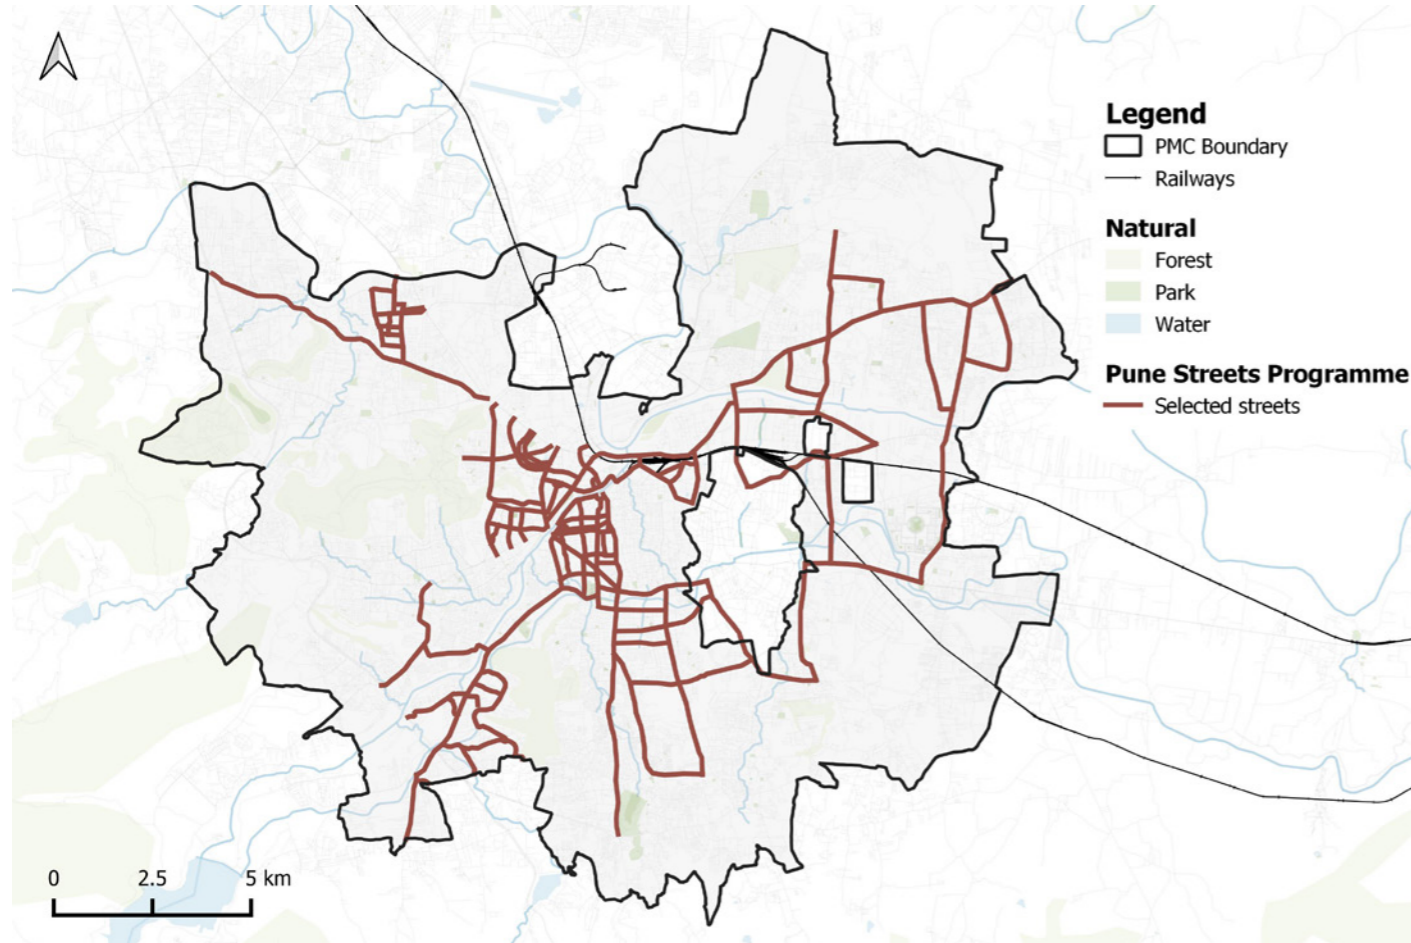 Legend
PMC Boundary
Railways
Natural
Forest
Park
Water
Pune Streets Programme
Selected streets
0 2.5 5 km